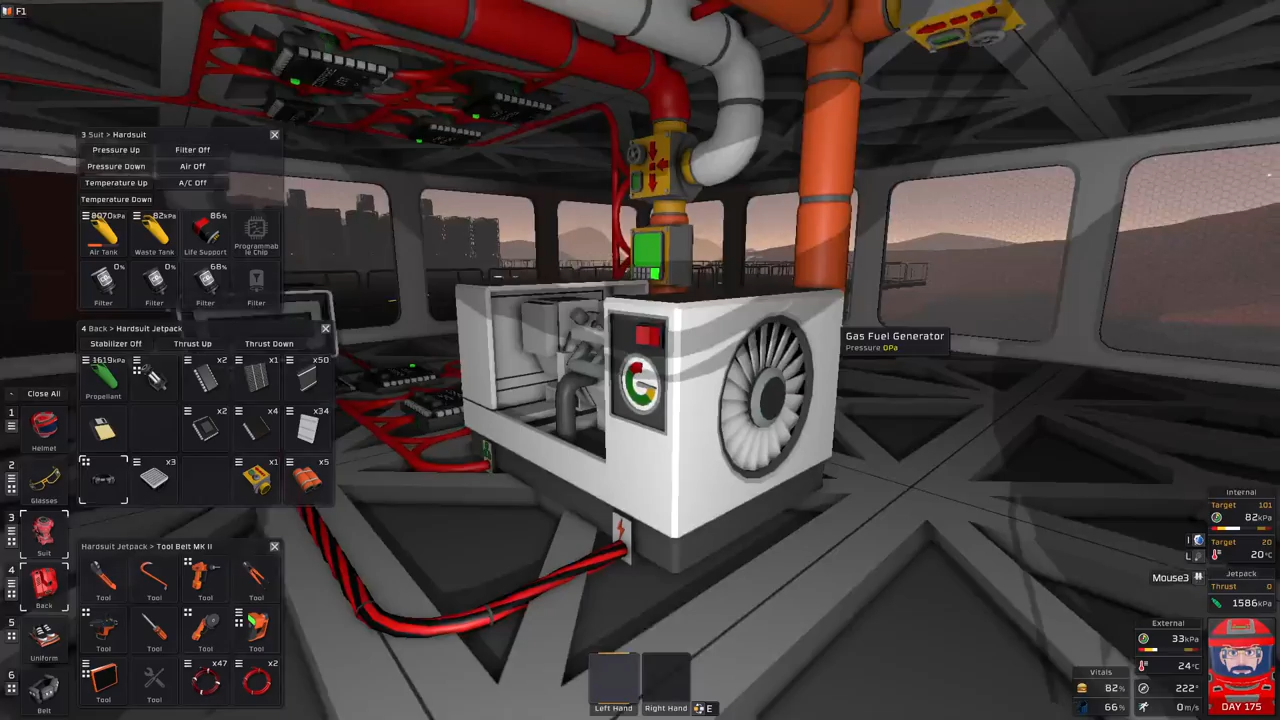 F1
3 Suit > Hardsuit
Pressure Up Filter Off
Pressure Down Air Off
Temperature Up A/C Off
Temperature Down
8070kPa 82kPa 86%
Air Tank Waste Tank Life Support Programmab le Chip
0% 0% 68%
Filter Filter Filter Filter
4 Back > Hardsuit Jetpack
Stabilizer Off Thrust Up Thrust Down
1619kPa x2 x1 x50
Propellant
x2 x4 x34
x3 x1 x5
Close All
1
Helmet
2
Glasses
3
Suit
4
Back
5
Uniform
6
Belt
Hardsuit Jetpack > Tool Belt MK II
Tool Tool Tool Tool
Tool Tool Tool Tool
x47 x2
Tool Tool
Gas Fuel Generator
Pressure 0Pa
Left Hand Right Hand E
Internal
Target 101
82kPa
Target 20
20°C
Mouse3
Jetpack
Thrust 0
1586kPa
External
33kPa
24°C
Vitals
82% 222°
66% 0m/s
DAY 175